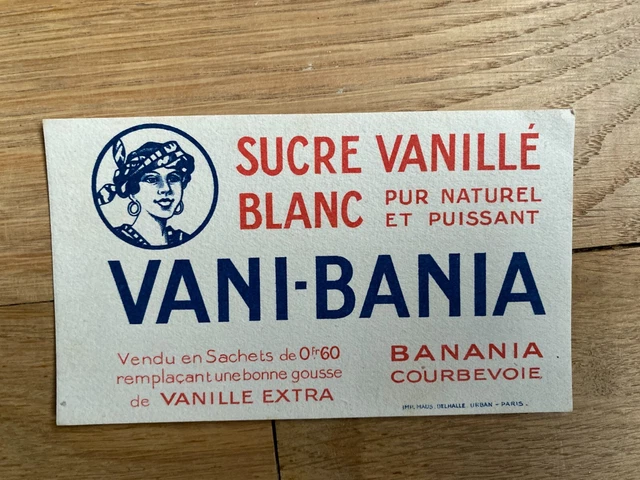 SUCRE VANILLÉ
BLANC PUR NATUREL
ET PUISSANT
VANI-BANIA
Vendu en Sachets de 0fr60
remplaçant une bonne gousse
de VANILLE EXTRA
BANANIA
COURBEVOIE
IMP. HAUS, DELHALLE, URBAN - PARIS.